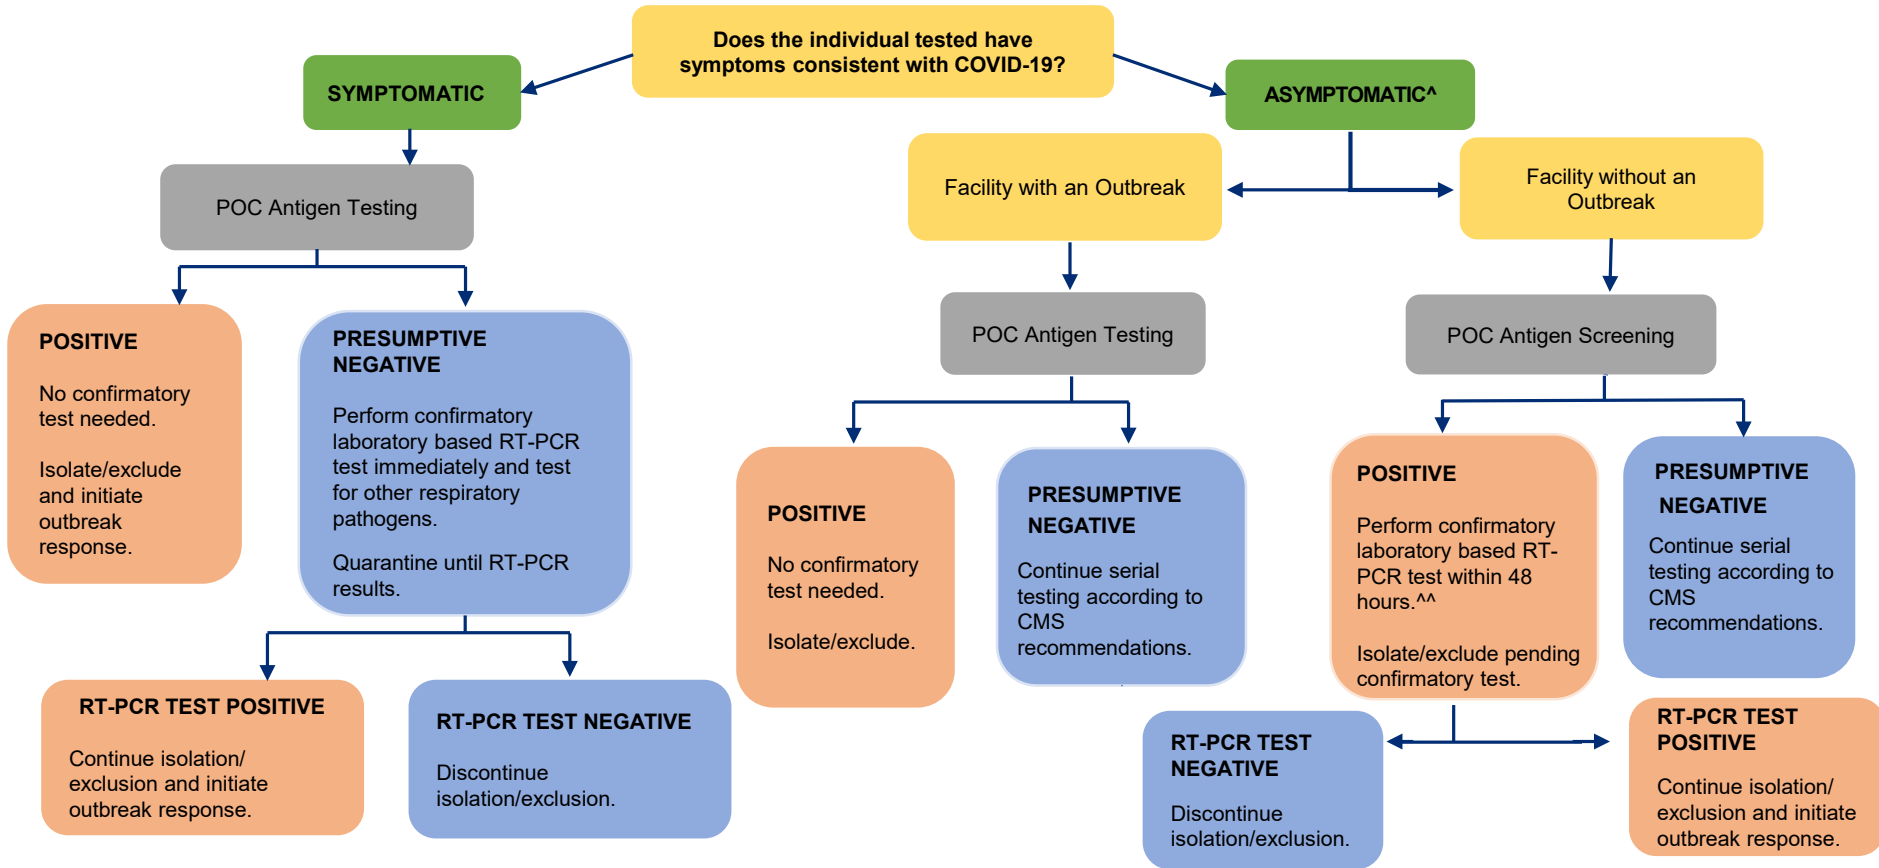 Does the individual tested have
symptoms consistent with COVID-19?
SYMPTOMATIC
ASYMPTOMATIC^
POC Antigen Testing
Facility with an Outbreak
Facility without an
Outbreak
POC Antigen Testing
POC Antigen Screening
POSITIVE
No confirmatory
test needed.
Isolate/exclude
and initiate
outbreak
response.
PRESUMPTIVE
NEGATIVE
Perform confirmatory
laboratory based RT-PCR
test immediately and test
for other respiratory
pathogens.
Quarantine until RT-PCR
results.
POSITIVE
No confirmatory
test needed.
Isolate/exclude.
PRESUMPTIVE
NEGATIVE
Continue serial
testing according to
CMS
recommendations.
POSITIVE
Perform confirmatory
laboratory based RT-
PCR test within 48
hours.^^
Isolate/exclude pending
confirmatory test.
PRESUMPTIVE
NEGATIVE
Continue serial
testing according to
CMS
recommendations.
RT-PCR TEST POSITIVE
Continue isolation/
exclusion and initiate
outbreak response.
RT-PCR TEST NEGATIVE
Discontinue
isolation/exclusion.
RT-PCR TEST
NEGATIVE
Discontinue
isolation/exclusion.
RT-PCR TEST
POSITIVE
Continue isolation/
exclusion and initiate
outbreak response.